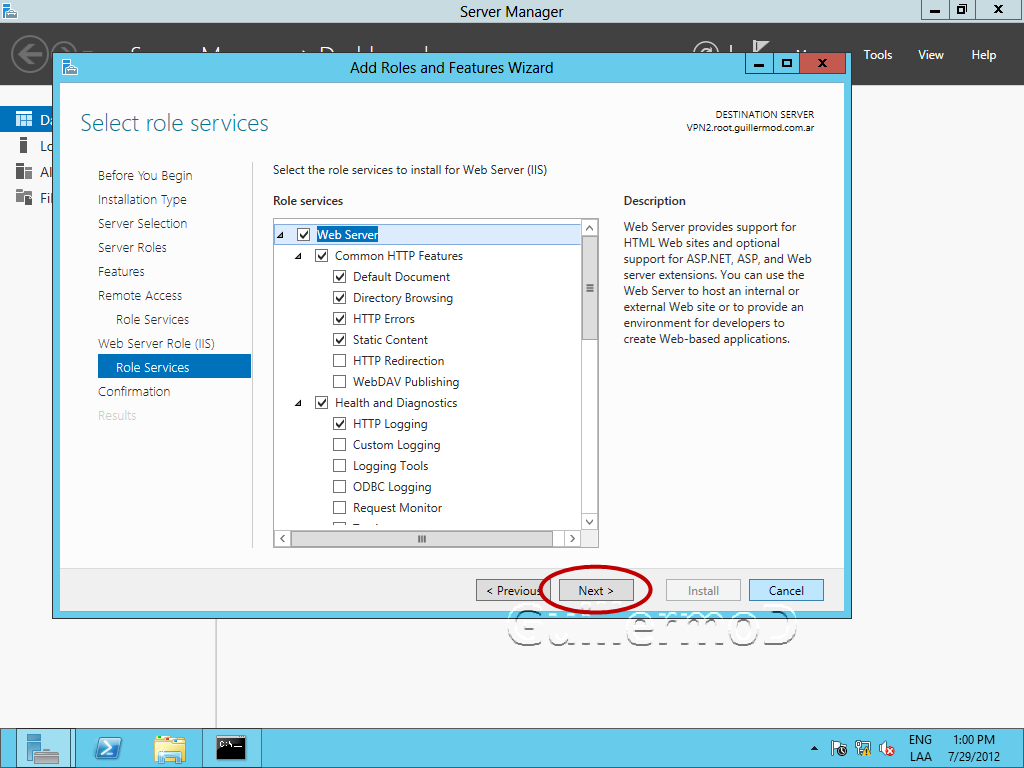 Server Manager
Tools View Help
Add Roles and Features Wizard
Select role services
DESTINATION SERVER
VPN2.root.guillermod.com.ar
Before You Begin
Installation Type
Server Selection
Server Roles
Features
Remote Access
Role Services
Web Server Role (IIS)
Role Services
Confirmation
Results
Select the role services to install for Web Server (IIS)
Role services
Web Server
Common HTTP Features
Default Document
Directory Browsing
HTTP Errors
Static Content
HTTP Redirection
WebDAV Publishing
Health and Diagnostics
HTTP Logging
Custom Logging
Logging Tools
ODBC Logging
Request Monitor
Description
Web Server provides support for
HTML Web sites and optional
support for ASP.NET, ASP, and Web
server extensions. You can use the
Web Server to host an internal or
external Web site or to provide an
environment for developers to
create Web-based applications.
< Previous
Next >
Install
Cancel
GuillermoD
ENG
LAA
1:00 PM
7/29/2012